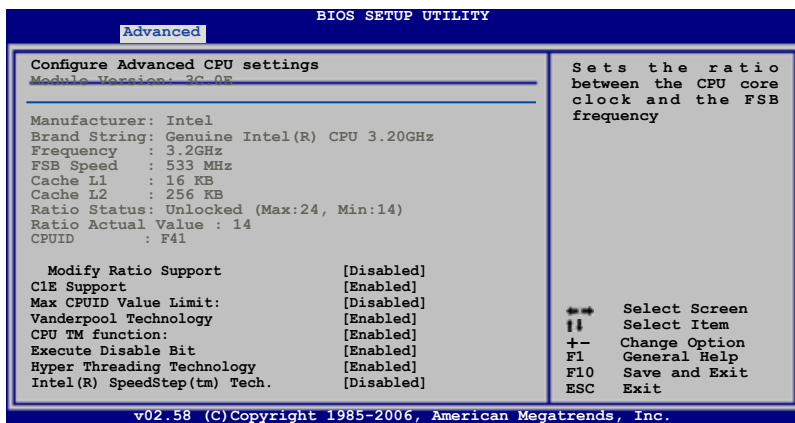 BIOS SETUP UTILITY
Advanced
Configure Advanced CPU settings
Module Version: 3C.0E
Manufacturer: Intel
Brand String: Genuine Intel(R) CPU 3.20GHz
Frequency : 3.2GHz
FSB Speed : 533 MHz
Cache L1 : 16 KB
Cache L2 : 256 KB
Ratio Status: Unlocked (Max:24, Min:14)
Ratio Actual Value : 14
CPUID : F41
Modify Ratio Support [Disabled]
C1E Support [Enabled]
Max CPUID Value Limit: [Disabled]
Vanderpool Technology [Enabled]
CPU TM function: [Enabled]
Execute Disable Bit [Enabled]
Hyper Threading Technology [Enabled]
Intel(R) SpeedStep(tm) Tech. [Disabled]
Sets the ratio
between the CPU core
clock and the FSB
frequency
Select Screen
Select Item
+- Change Option
F1 General Help
F10 Save and Exit
ESC Exit
v02.58 (C)Copyright 1985-2006, American Megatrends, Inc.